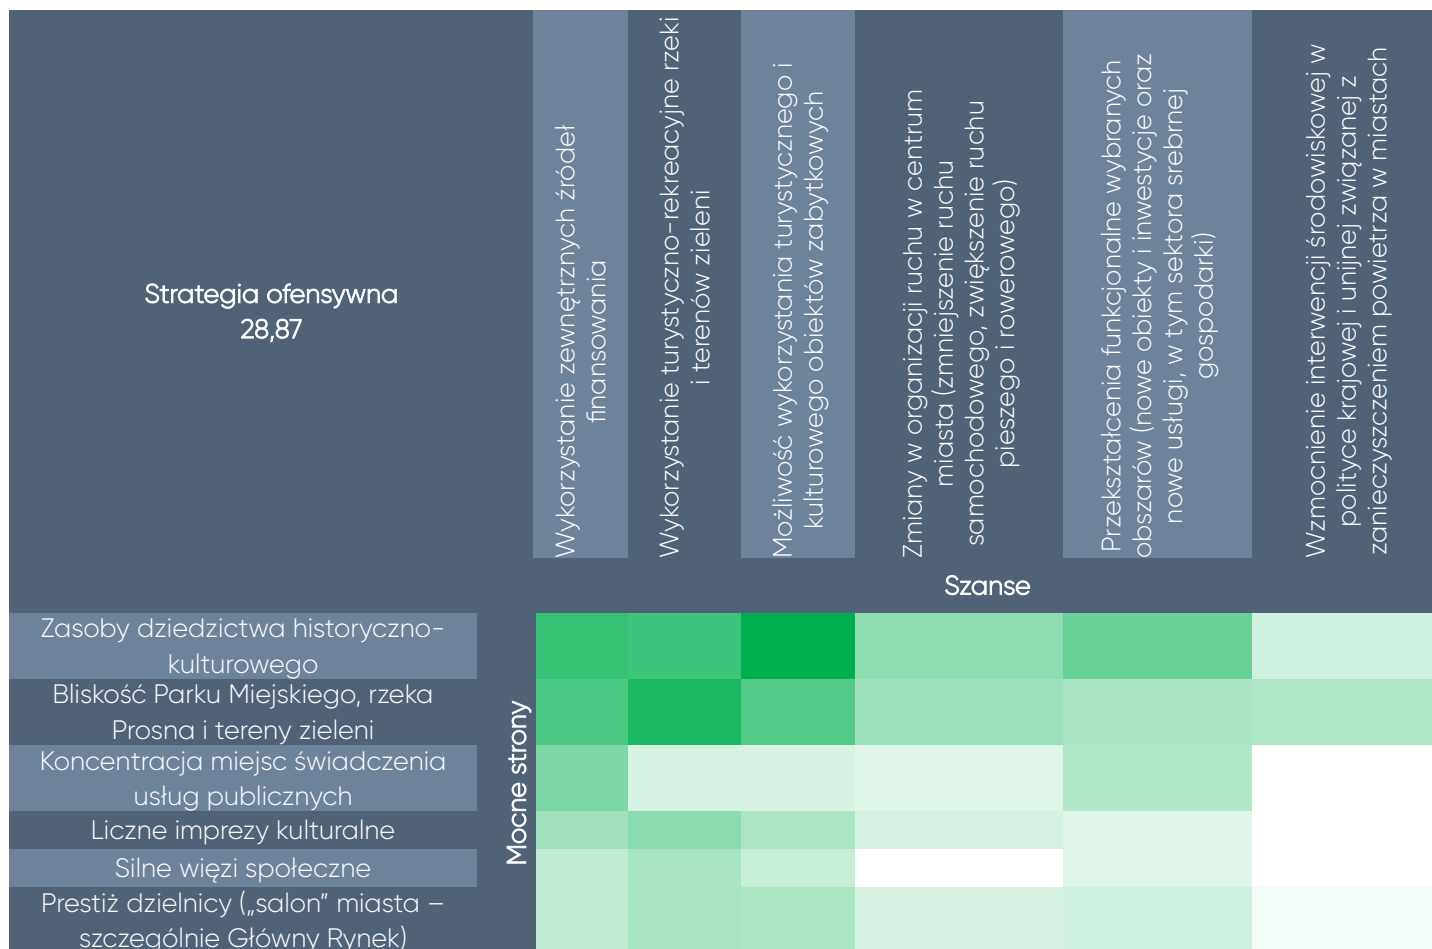 Strategia ofensywna
28,87
Wykorzystanie zewnętrznych źródeł
finansowania
Wykorzystanie turystyczno-rekreacyjne rzeki
i terenów zieleni
Możliwość wykorzystania turystycznego i
kulturowego obiektów zabytkowych
Zmiany w organizacji ruchu w centrum
miasta (zmniejszenie ruchu
samochodowego, zwiększenie ruchu
pieszego i rowerowego)
Przekształcenia funkcjonalne wybranych
obszarów (nowe obiekty i inwestycje oraz
nowe usługi, w tym sektora srebrnej
gospodarki)
Wzmocnienie interwencji środowiskowej w
polityce krajowej i unijnej związanej z
zanieczyszczeniem powietrza w miastach
Szanse
Mocne strony
Zasoby dziedzictwa historyczno-
kulturowego
Bliskość Parku Miejskiego, rzeka
Prosna i tereny zieleni
Koncentracja miejsc świadczenia
usług publicznych
Liczne imprezy kulturalne
Silne więzi społeczne
Prestiż dzielnicy („salon” miasta –
szczególnie Główny Rynek)